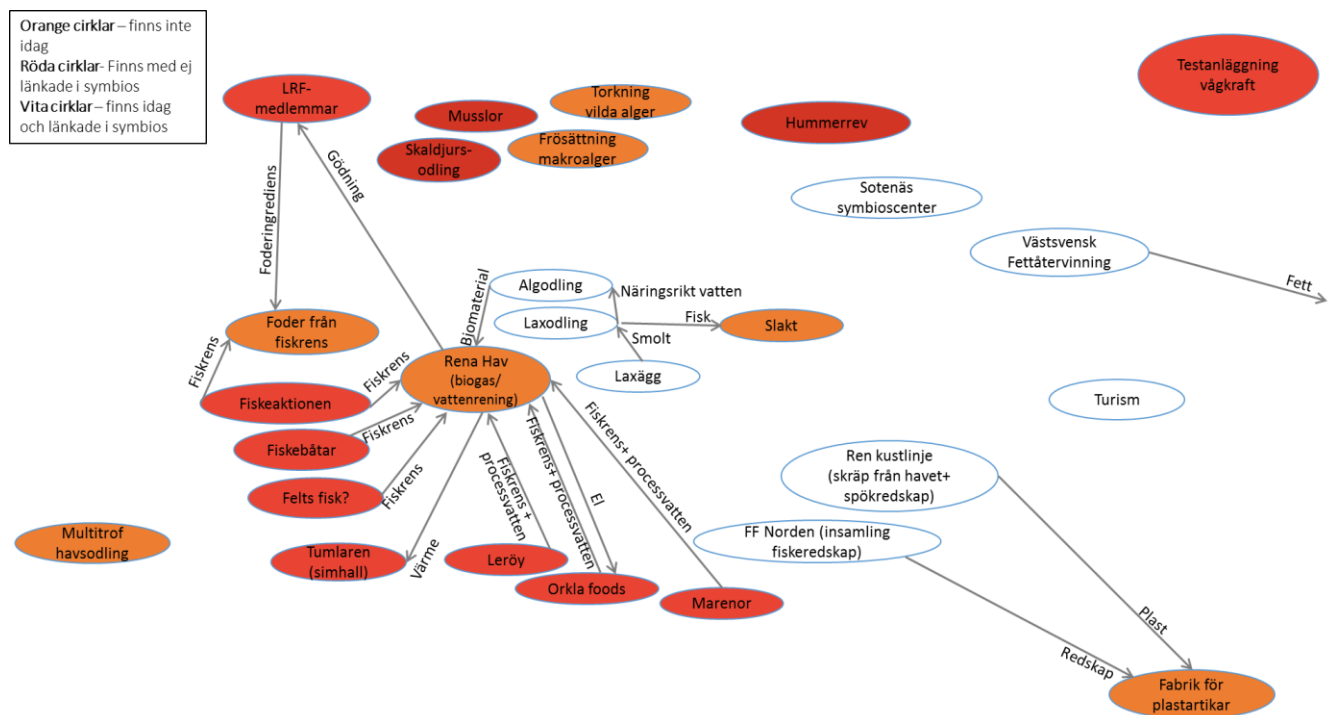 Orange cirklar – finns inte
idag
Röda cirklar- Finns med ej
länkade i symbios
Vita cirklar – finns idag
och länkade i symbios
LRF-
medlemmar
Musslor
Torkning
vilda alger
Skaldjurs-
odling
Frösättning
makroalger
Hummerrev
Testanläggning
vågkraft
Sotenäs
symbioscenter
Västsvensk
Fettåtervinning
Fett
Gödning
Foderingrediens
Biomaterial
Algodling
Näringsrikt vatten
Laxodling
Fisk
Slakt
Smolt
Laxägg
Foder från
fiskrens
Fiskrens
Rena Hav
(biogas/
vattenrening)
Fiskrens
Fiskeaktionen
Fiskrens
Fiskebåtar
Fiskrens
Felts fisk?
Turism
Ren kustlinje
(skräp från havet+
spökredskap)
FF Norden (insamling
fiskeredskap)
Multitrof
havsodling
Tumlaren
(simhall)
Värme
Fiskrens +
processvatten
Leröy
Fiskrens+ processvatten
El
Orkla foods
Fiskrens+ processvatten
Marenor
Plast
Redskap
Fabrik för
plastartikar